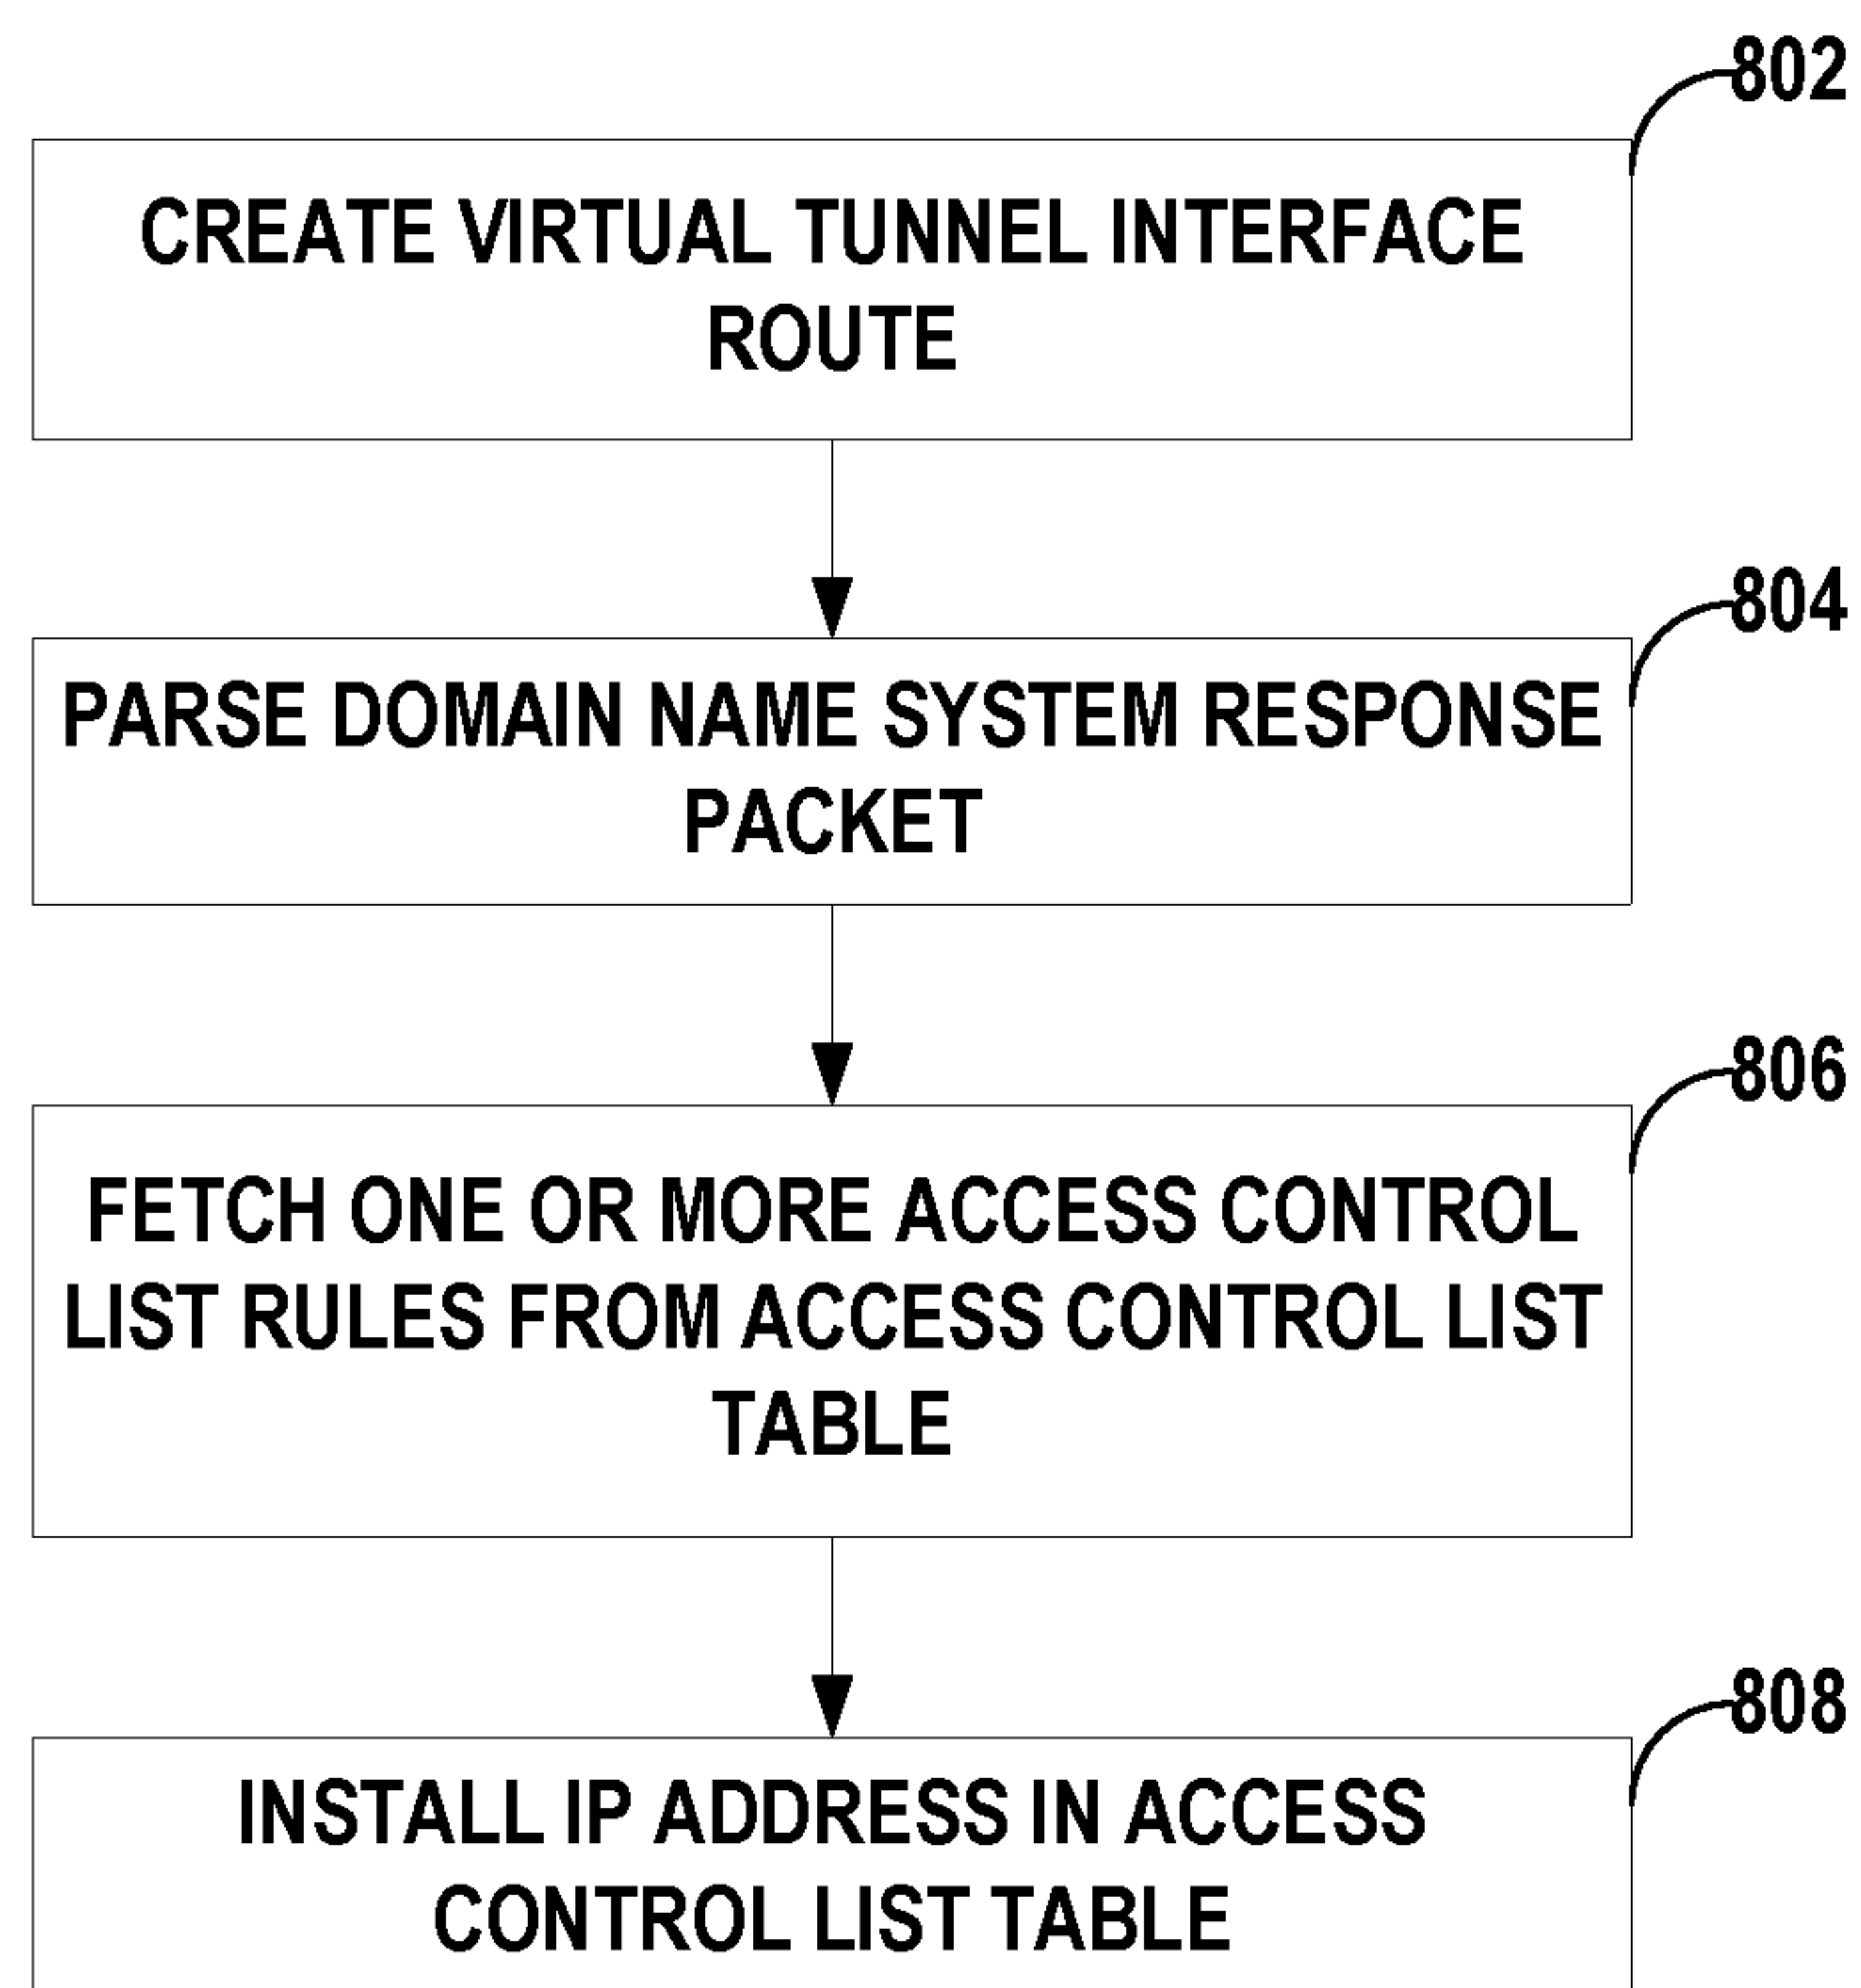 802
CREATE VIRTUAL TUNNEL INTERFACE
ROUTE
804
PARSE DOMAIN NAME SYSTEM RESPONSE
PACKET
806
FETCH ONE OR MORE ACCESS CONTROL
LIST RULES FROM ACCESS CONTROL LIST
TABLE
808
INSTALL IP ADDRESS IN ACCESS
CONTROL LIST TABLE